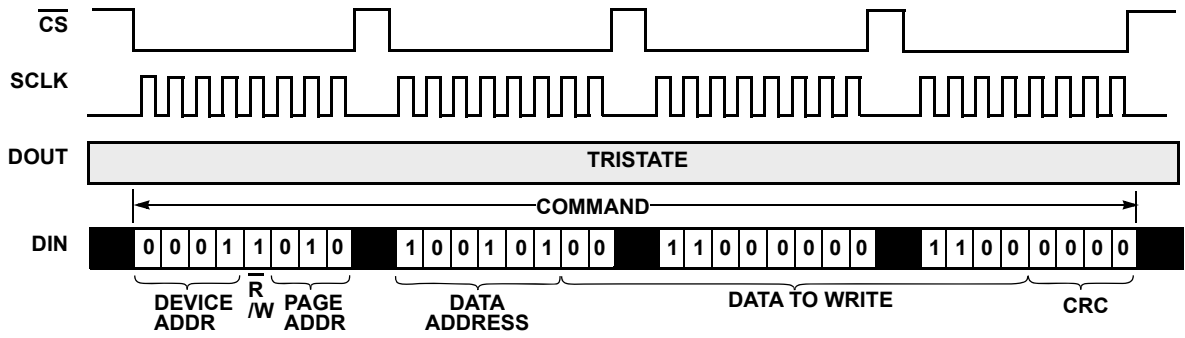 CS
SCLK
DOUT TRISTATE
COMMAND
DIN 0 0 0 1 1 0 1 0 1 0 0 1 0 1 0 0 1 1 0 0 0 0 0 0 1 1 0 0 0 0 0 0
DEVICE ADDR
R /W
PAGE ADDR
DATA ADDRESS
DATA TO WRITE
CRC